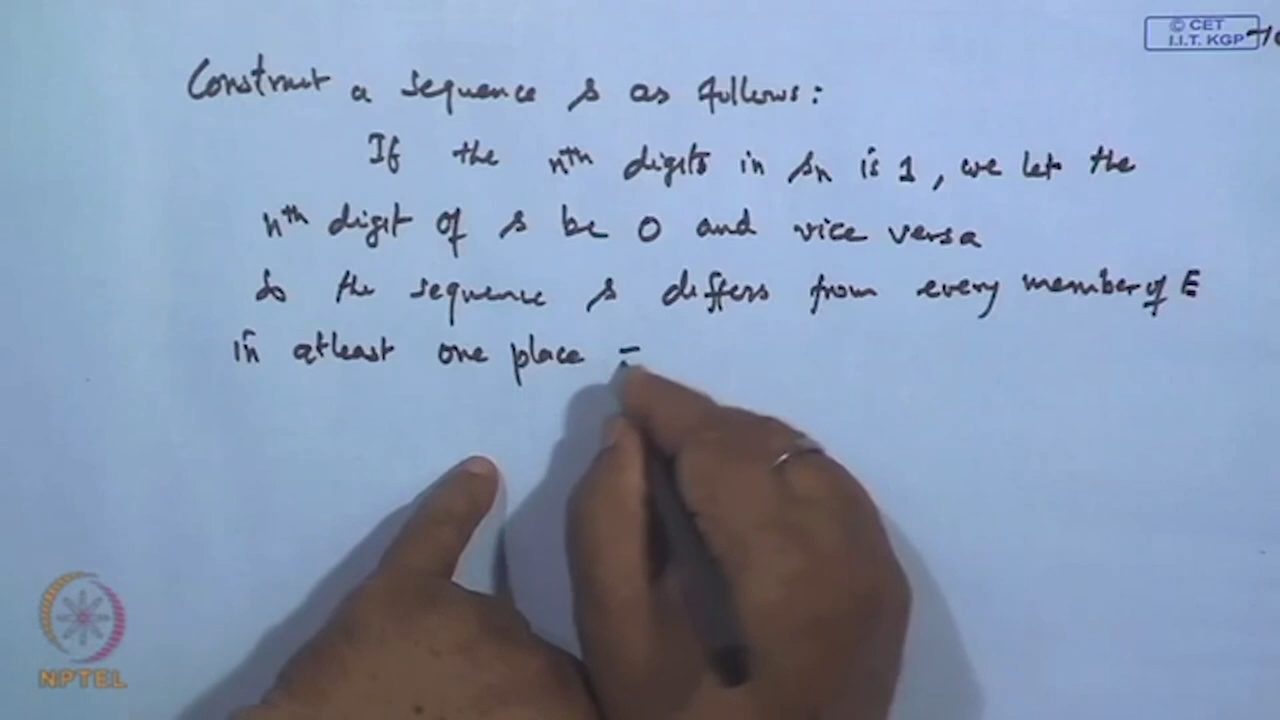 © CET
I.I.T. KGP
Construct a sequence s as follows:
If the nth digits in sn is 1, we let the
nth digit of s be 0 and vice versa
So the sequence s differs from every member of E
in atleast one place
NPTEL